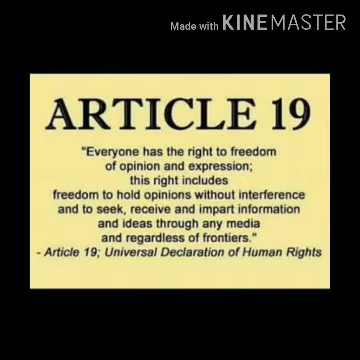 Made with KINEMASTER
ARTICLE 19
"Everyone has the right to freedom
of opinion and expression;
this right includes
freedom to hold opinions without interference
and to seek, receive and impart information
and ideas through any media
and regardless of frontiers."
- Article 19; Universal Declaration of Human Rights